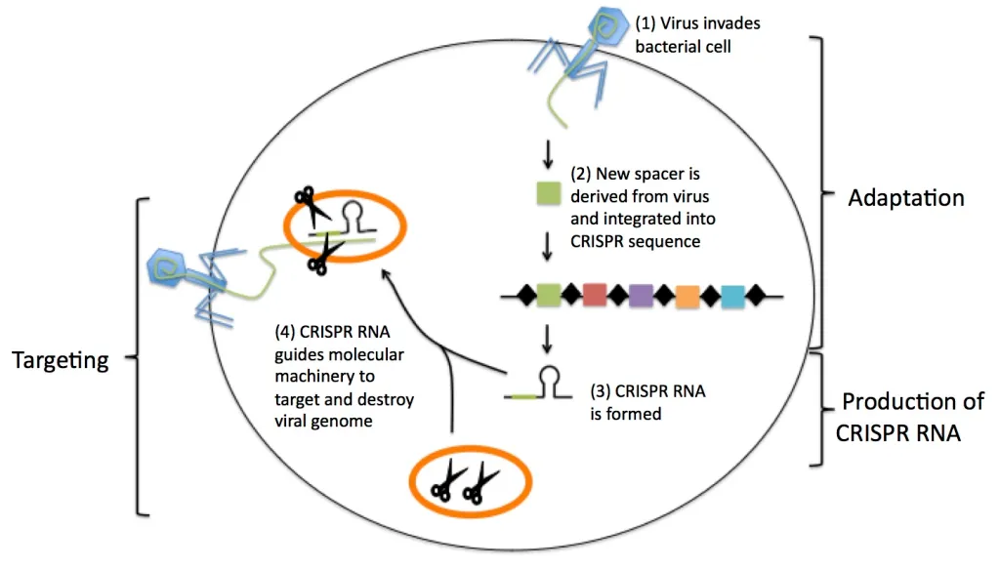 (1) Virus invades
bacterial cell
(2) New spacer is
derived from virus
and integrated into
CRISPR sequence
Adaptation
(4) CRISPR RNA
guides molecular
machinery to
target and destroy
viral genome
Targeting
(3) CRISPR RNA
is formed
Production of
CRISPR RNA